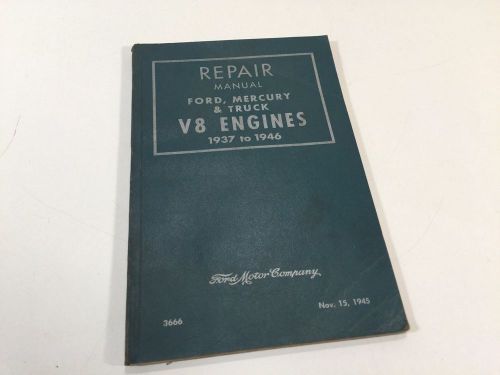 REPAIR
MANUAL
FORD, MERCURY
& TRUCK
V8 ENGINES
1937 to 1946
Ford Motor Company
3666
Nov. 15, 1945